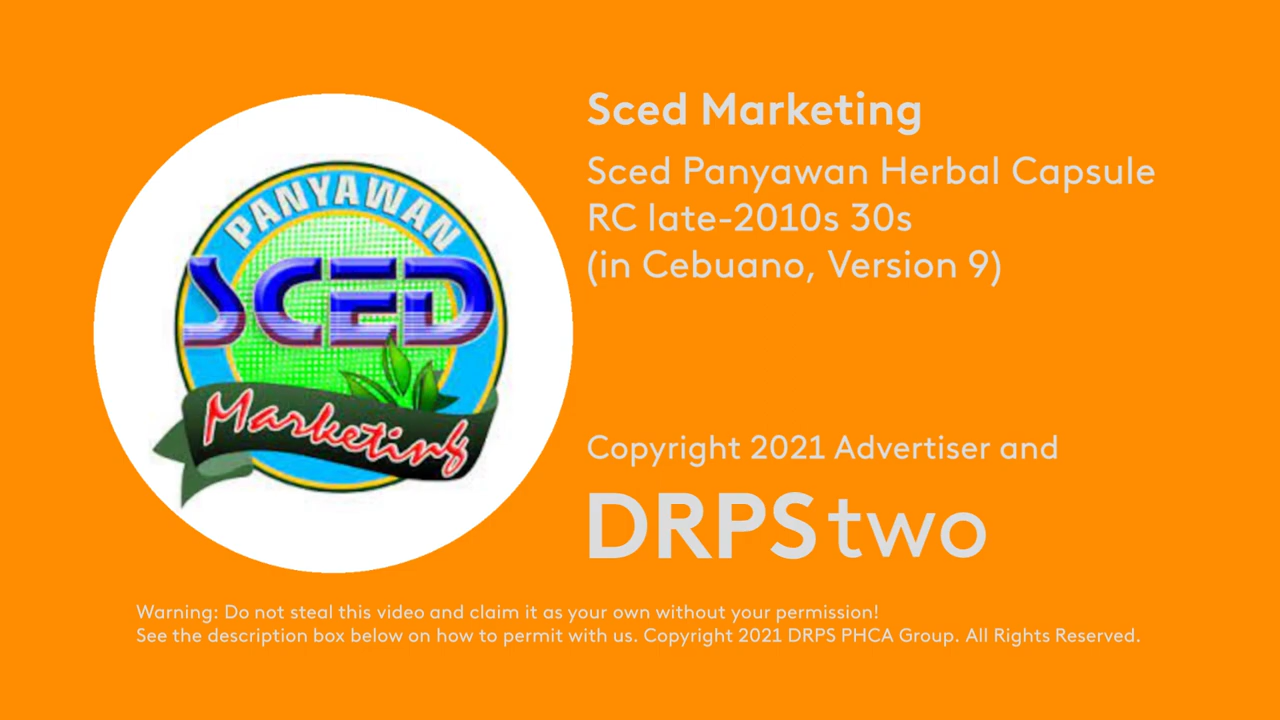 PANYAWAN
SCED
Marketing
Sced Marketing
Sced Panyawan Herbal Capsule
RC late-2010s 30s
(in Cebuano, Version 9)
Copyright 2021 Advertiser and
DRPS two
Warning: Do not steal this video and claim it as your own without your permission!
See the description box below on how to permit with us. Copyright 2021 DRPS PHCA Group. All Rights Reserved.